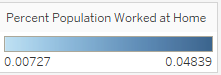 Percent Population Worked at Home
0.00727 0.04839